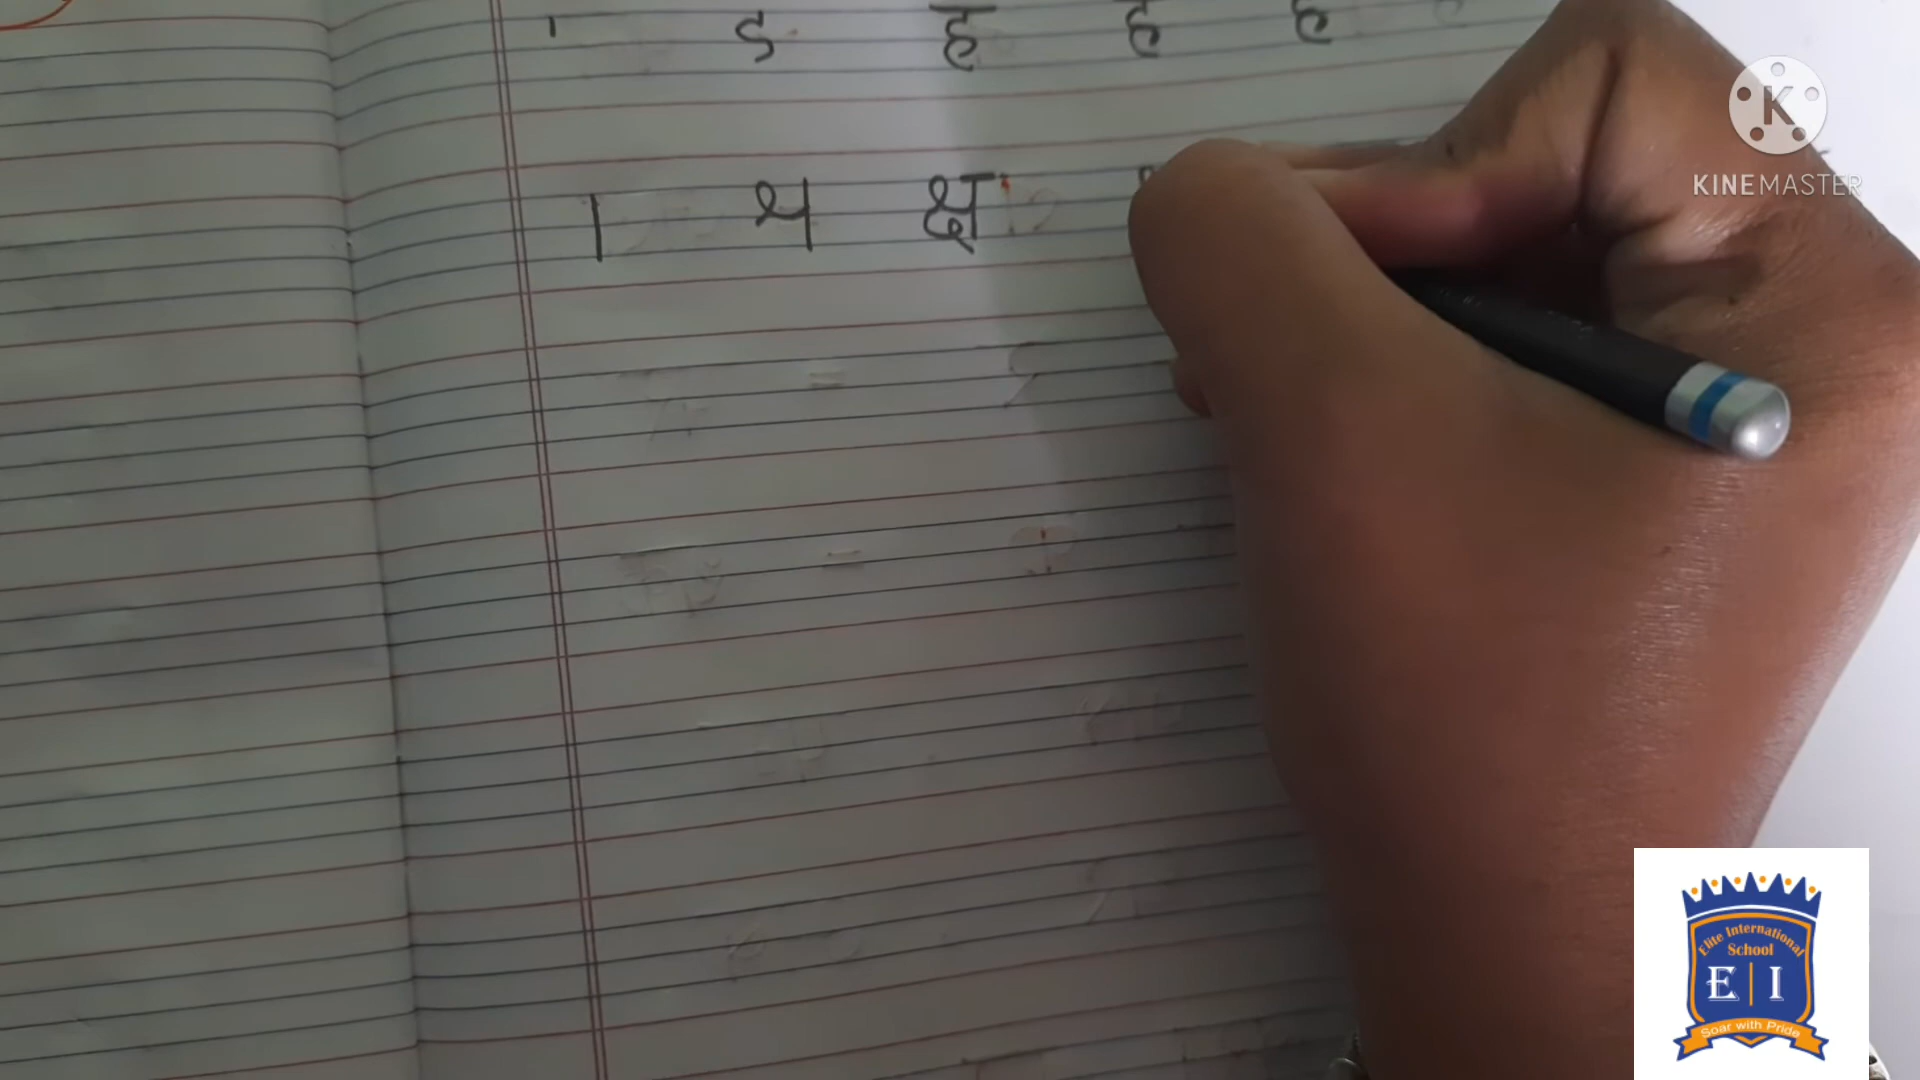 ا ड ह ह ह
। थ क्ष
KINEMASTER
Elite International
School
E I
Soar with Pride